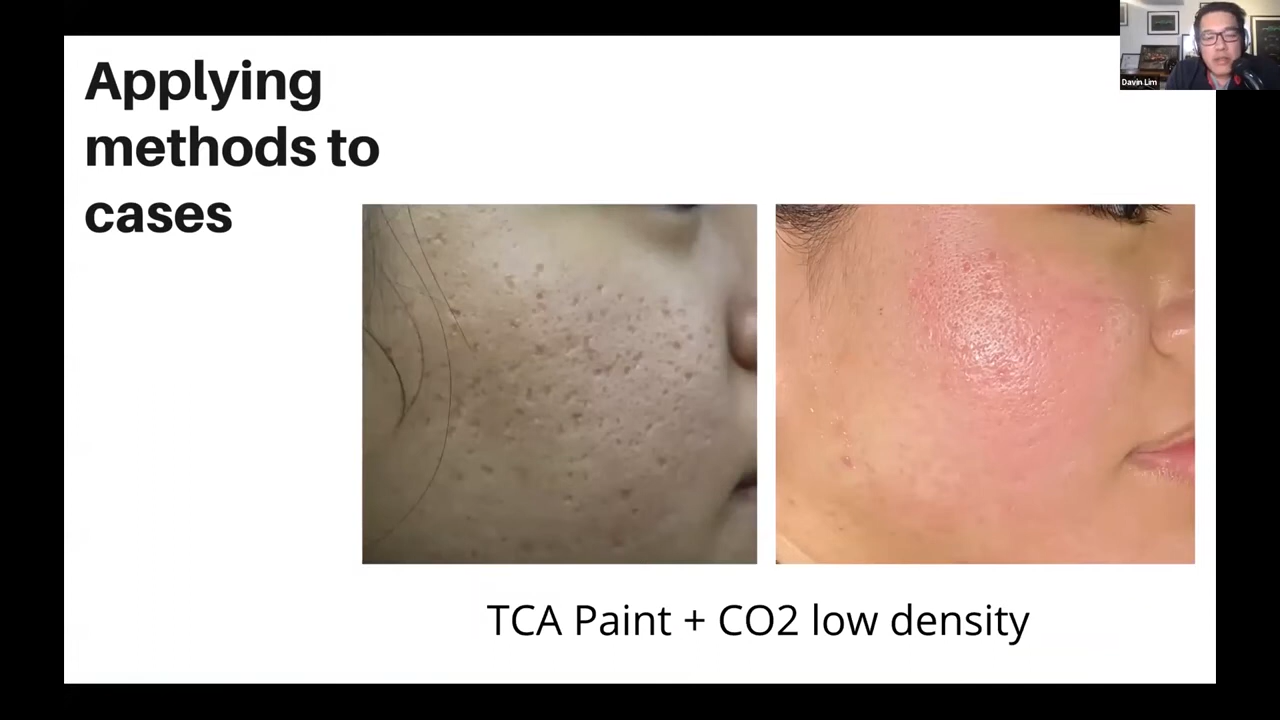 Applying
methods to
cases
Davin Lim
TCA Paint + CO2 low density